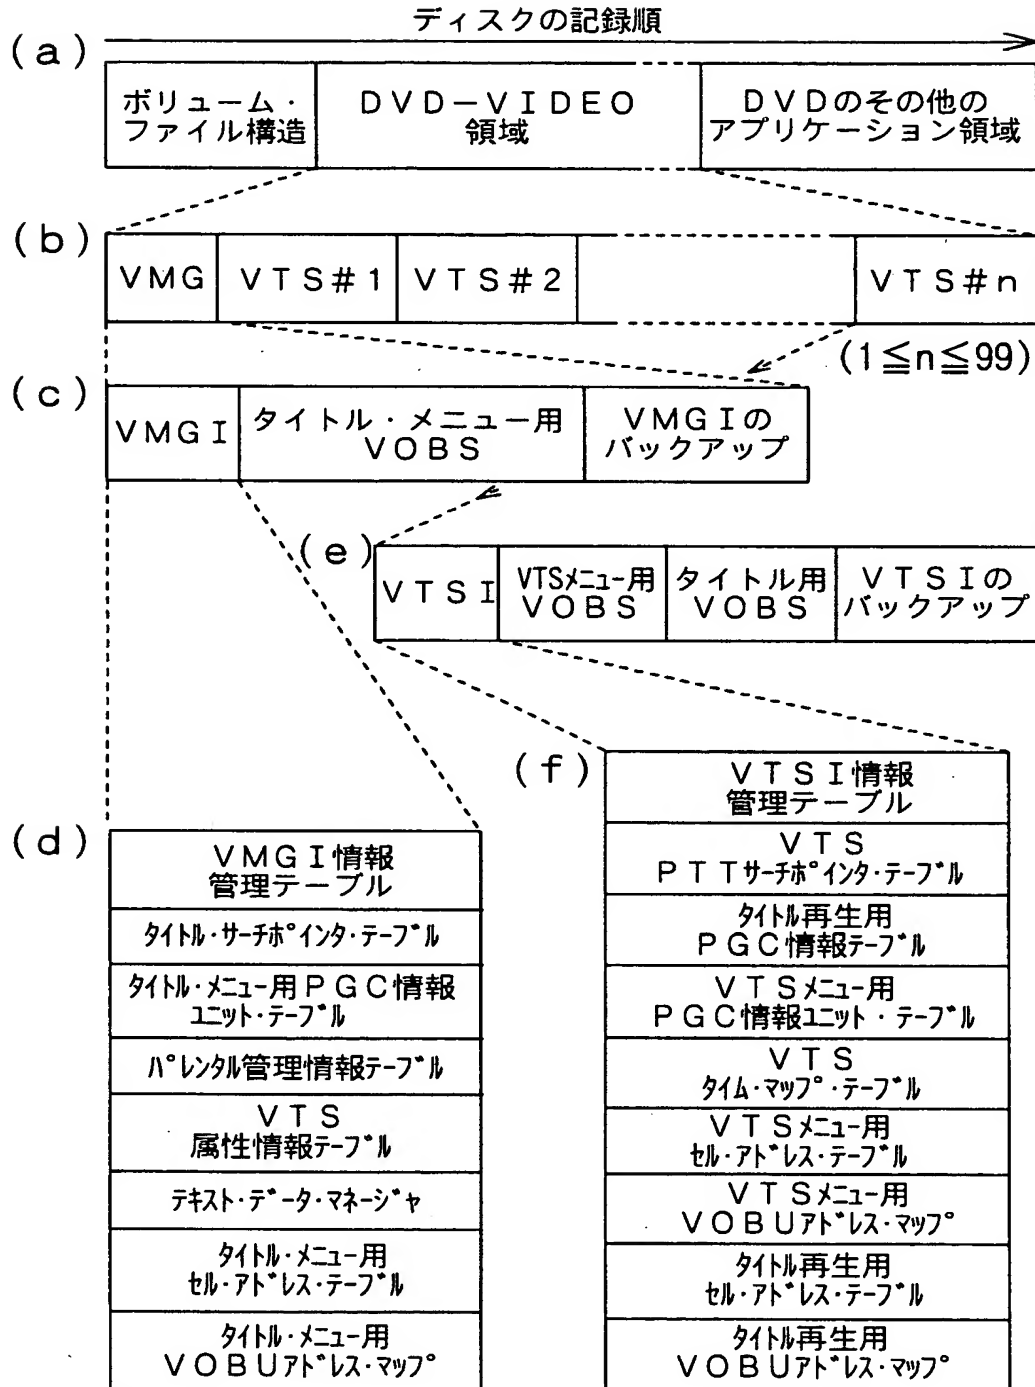 ディスクの記録順
(a)
ボリューム・
ファイル構造
DVD-VIDEO
領域
DVDのその他の
アプリケーション領域
(b)
VMG
VTS#1
VTS#2
VTS#n
(1≦n≦99)
(c)
VMGI
タイトル・メニュー用
VOBS
VMGIの
バックアップ
(e)
VTSI
VTSメニュー用
VOBS
タイトル用
VOBS
VTSIの
バックアップ
(d)
VMGI情報
管理テーブル
タイトル・サーチポインタ・テーブル
タイトル・メニュー用PGC情報
ユニット・テーブル
パレンタル管理情報テーブル
VTS
属性情報テーブル
テキスト・データ・マネージャ
タイトル・メニュー用
セル・アドレス・テーブル
タイトル・メニュー用
VOBUアドレス・マップ
(f)
VTSI情報
管理テーブル
VTS
PTTサーチポインタ・テーブル
タイトル再生用
PGC情報テーブル
VTSメニュー用
PGC情報ユニット・テーブル
VTS
タイム・マップ・テーブル
VTSメニュー用
セル・アドレス・テーブル
VTSメニュー用
VOBUアドレス・マップ
タイトル再生用
セル・アドレス・テーブル
タイトル再生用
VOBUアドレス・マップ